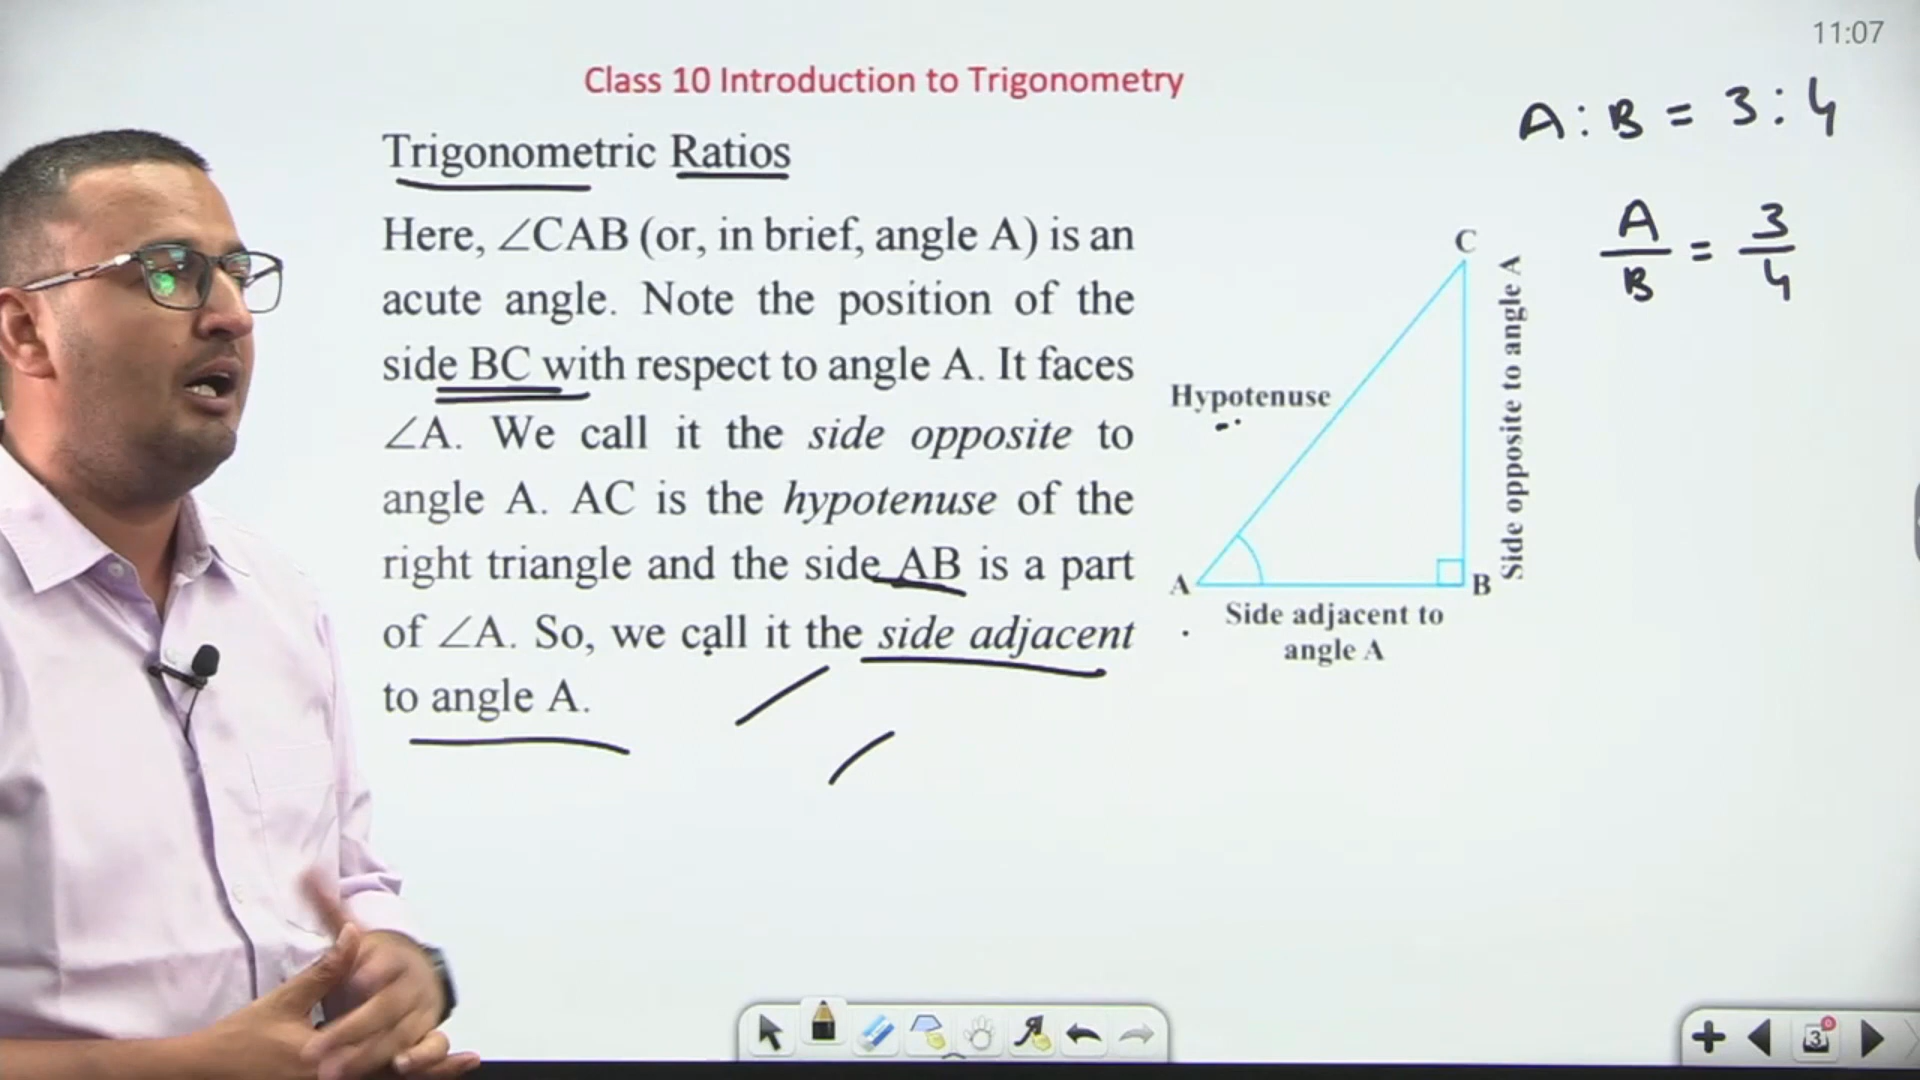 11:07
Class 10 Introduction to Trigonometry
Trigonometric Ratios
Here, ∠CAB (or, in brief, angle A) is an
acute angle. Note the position of the
side BC with respect to angle A. It faces
∠A. We call it the side opposite to
angle A. AC is the hypotenuse of the
right triangle and the side AB is a part
of ∠A. So, we call it the side adjacent
to angle A.
C
Hypotenuse
Side opposite to angle A
A
B
Side adjacent to
angle A
A : B = 3 : 4
A/B = 3/4
3